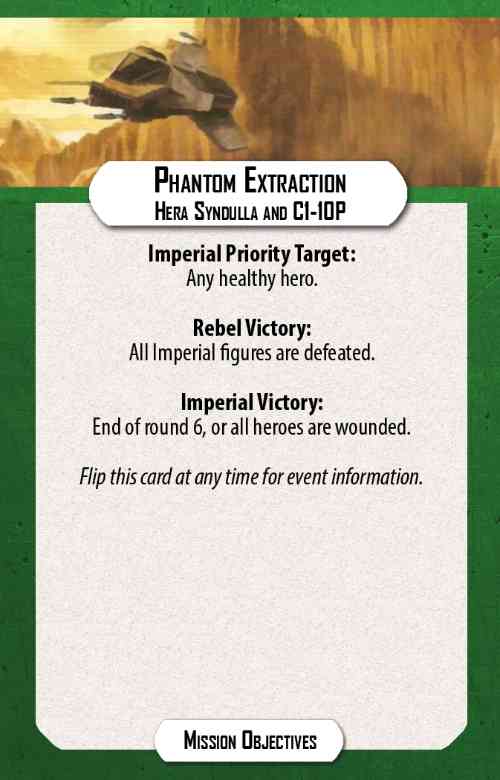 Phantom Extraction
Hera Syndulla and C1-10P
Imperial Priority Target:
Any healthy hero.
Rebel Victory:
All Imperial figures are defeated.
Imperial Victory:
End of round 6, or all heroes are wounded.
Flip this card at any time for event information.
Mission Objectives